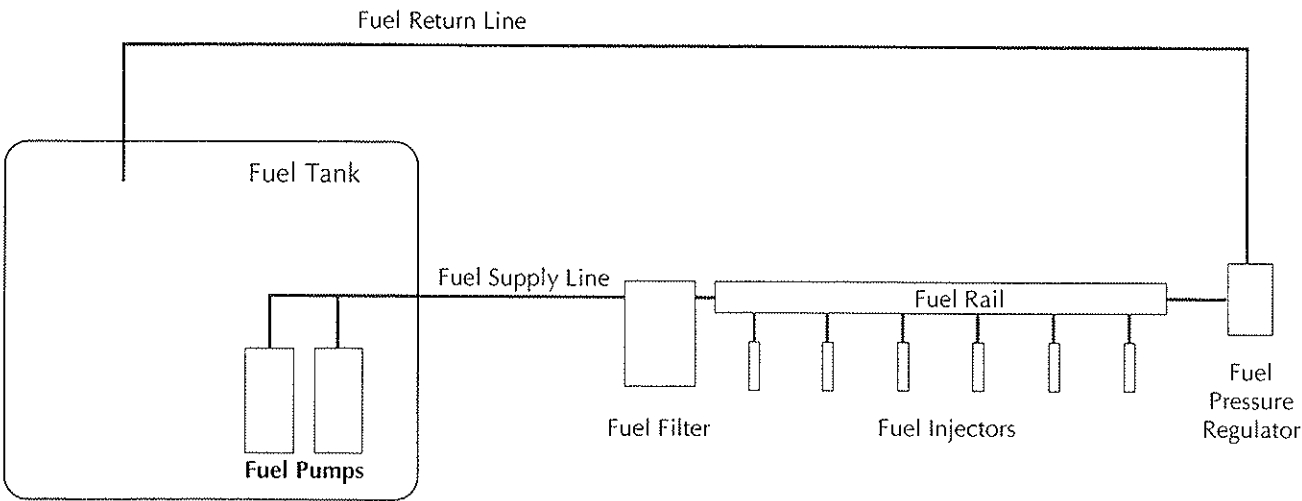 Fuel Return Line
Fuel Tank
Fuel Supply Line
Fuel Rail
Fuel Pumps
Fuel Filter
Fuel Injectors
Fuel
Pressure
Regulator